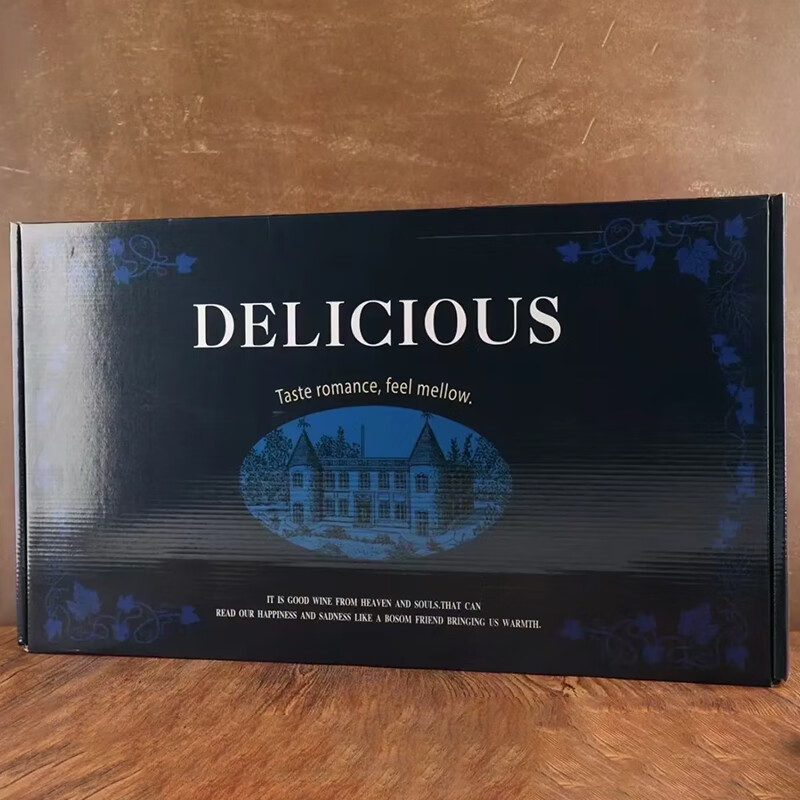 DELICIOUS
Taste romance, feel mellow.
IT IS GOOD WINE FROM HEAVEN AND SOULS.THAT CAN
READ OUR HAPPINESS AND SADNESS LIKE A BOSOM FRIEND BRINGING US WARMTH.